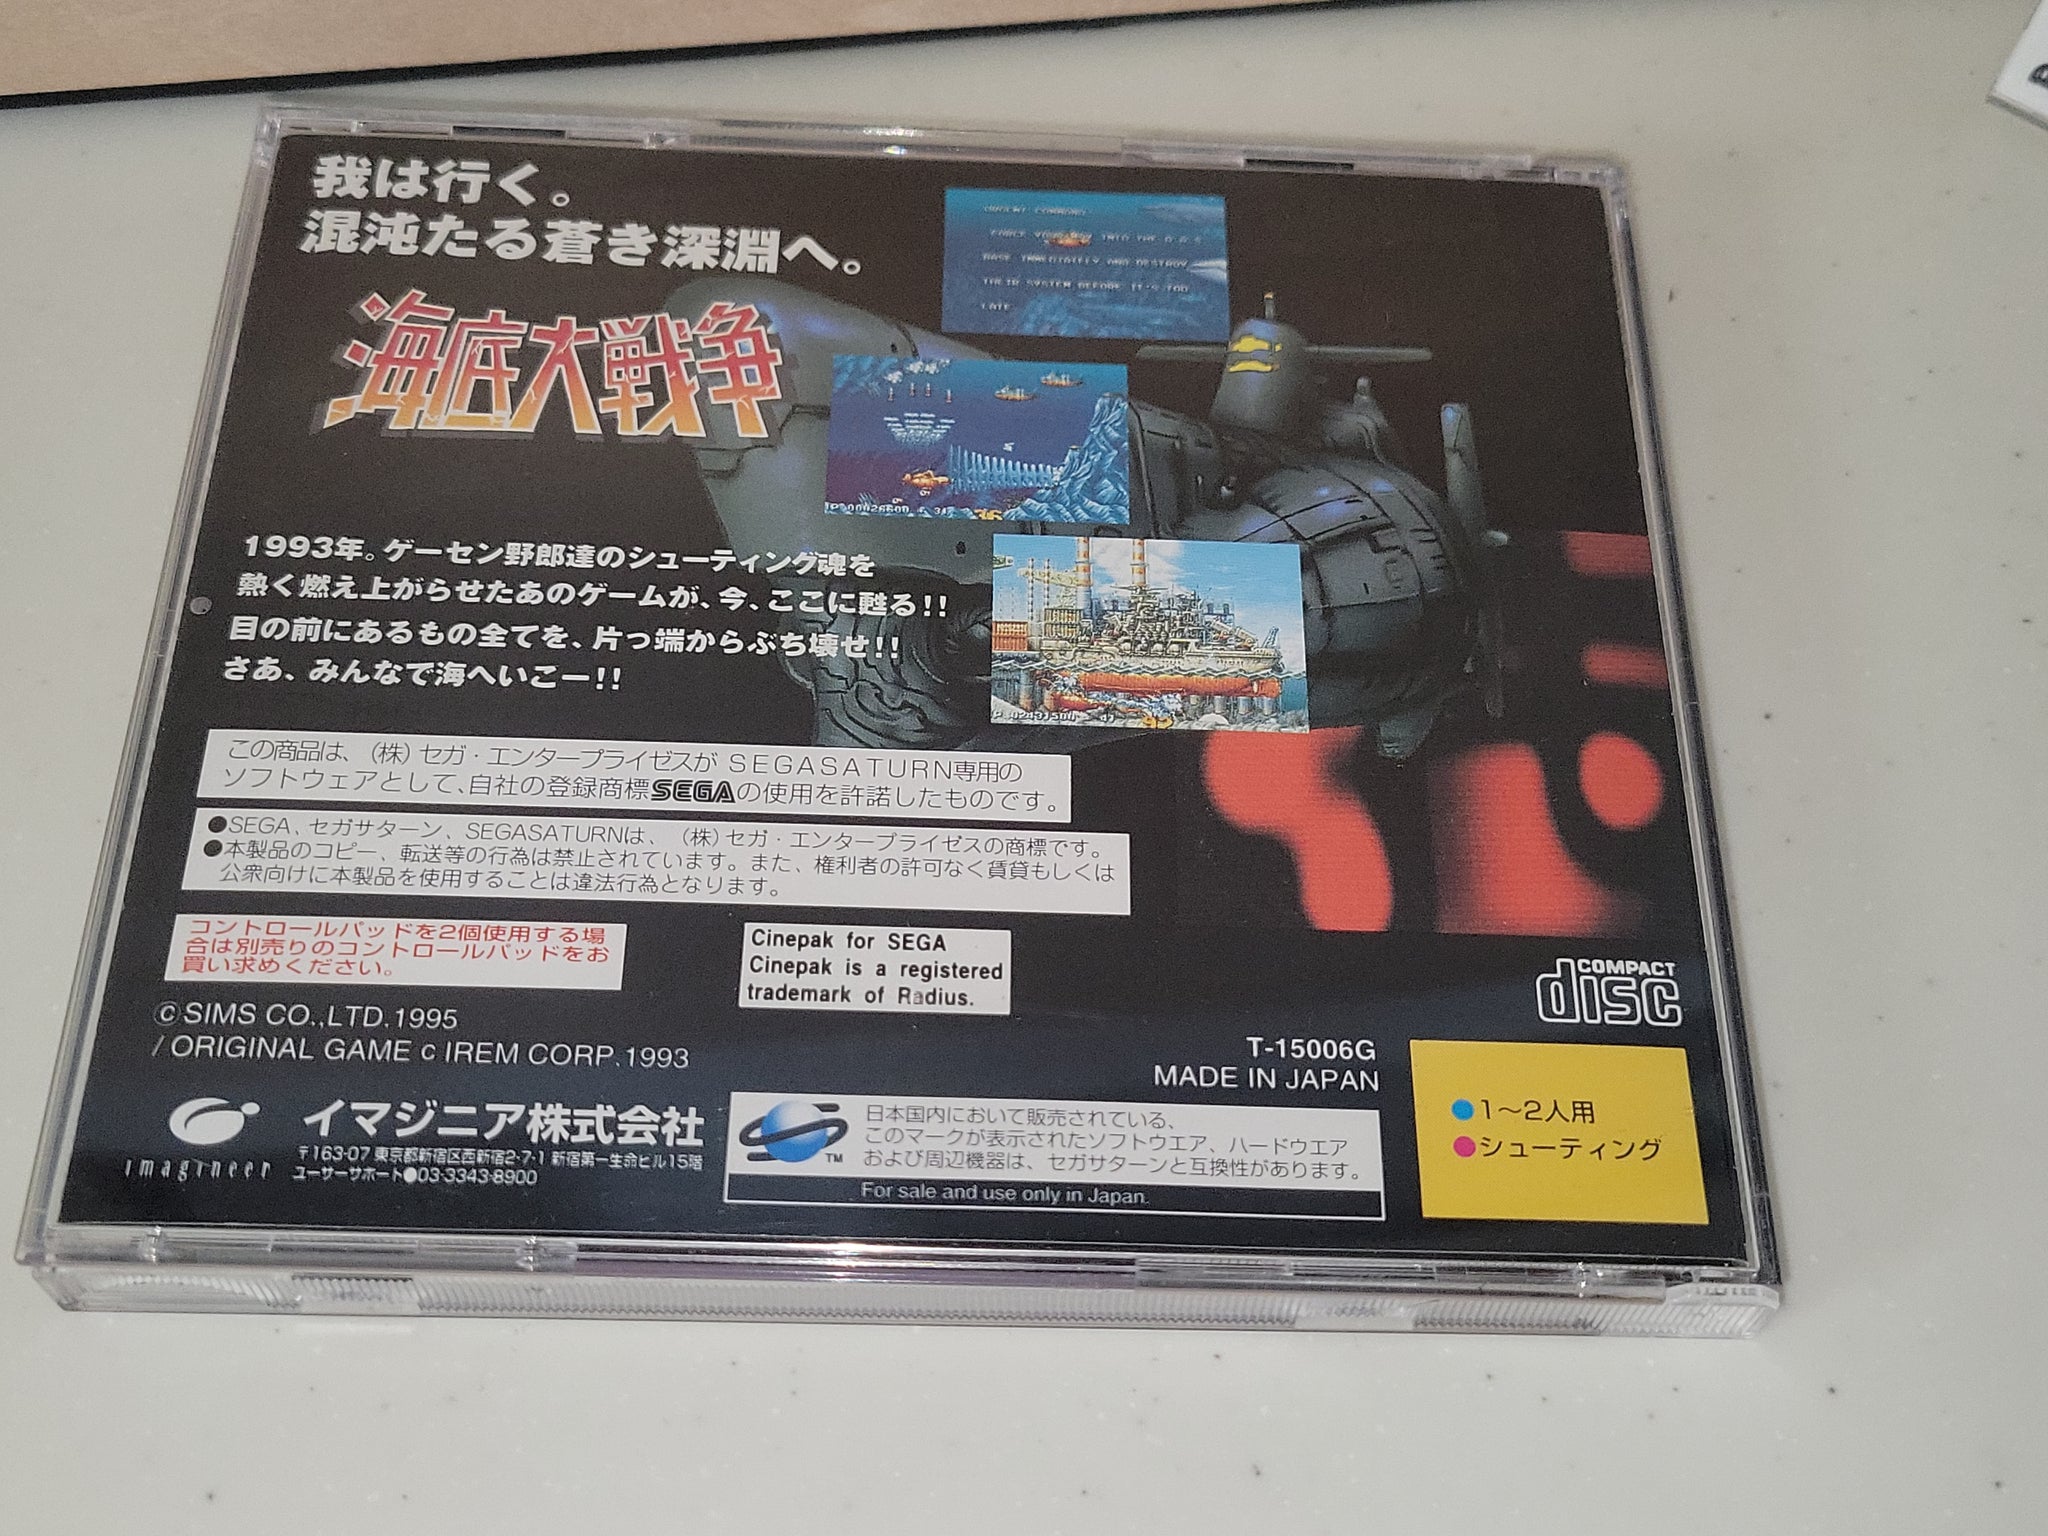 我は行く。
混沌たる蒼き深淵へ。
海底大戦争
URGENT COMMAND
FORCE YOUR WAY INTO THE D.A.S
BASE IMMEDIATELY AND DESTROY
THEIR SYSTEM BEFORE IT'S TOO
LATE
1993年。ゲーセン野郎達のシューティング魂を
熱く燃え上がらせたあのゲームが、今、ここに甦る!!
目の前にあるもの全てを、片っ端からぶち壊せ!!
さあ、みんなで海へいこー!!
この商品は、(株)セガ・エンタープライゼスがSEGASATURN専用の
ソフトウェアとして、自社の登録商標SEGAの使用を許諾したものです。
●SEGA、セガサターン、SEGASATURNは、(株)セガ・エンタープライゼスの商標です。
●本製品のコピー、転送等の行為は禁止されています。また、権利者の許可なく賃貸もしくは
公衆向けに本製品を使用することは違法行為となります。
コントロールパッドを2個使用する場
合は別売りのコントロールパッドをお
買い求めください。
Cinepak for SEGA
Cinepak is a registered
trademark of Radius.
COMPACT
disc
©SIMS CO.,LTD.1995
/ ORIGINAL GAME c IREM CORP.1993
T-15006G
MADE IN JAPAN
imagineer
イマジニア株式会社
〒163-07 東京都新宿区西新宿2-7-1 新宿第一生命ビル15階
ユーザーサポート●03-3343-8900
TM
日本国内において販売されている、
このマークが表示されたソフトウエア、ハードウエア
および周辺機器は、セガサターンと互換性があります。
For sale and use only in Japan.
●1〜2人用
●シューティング